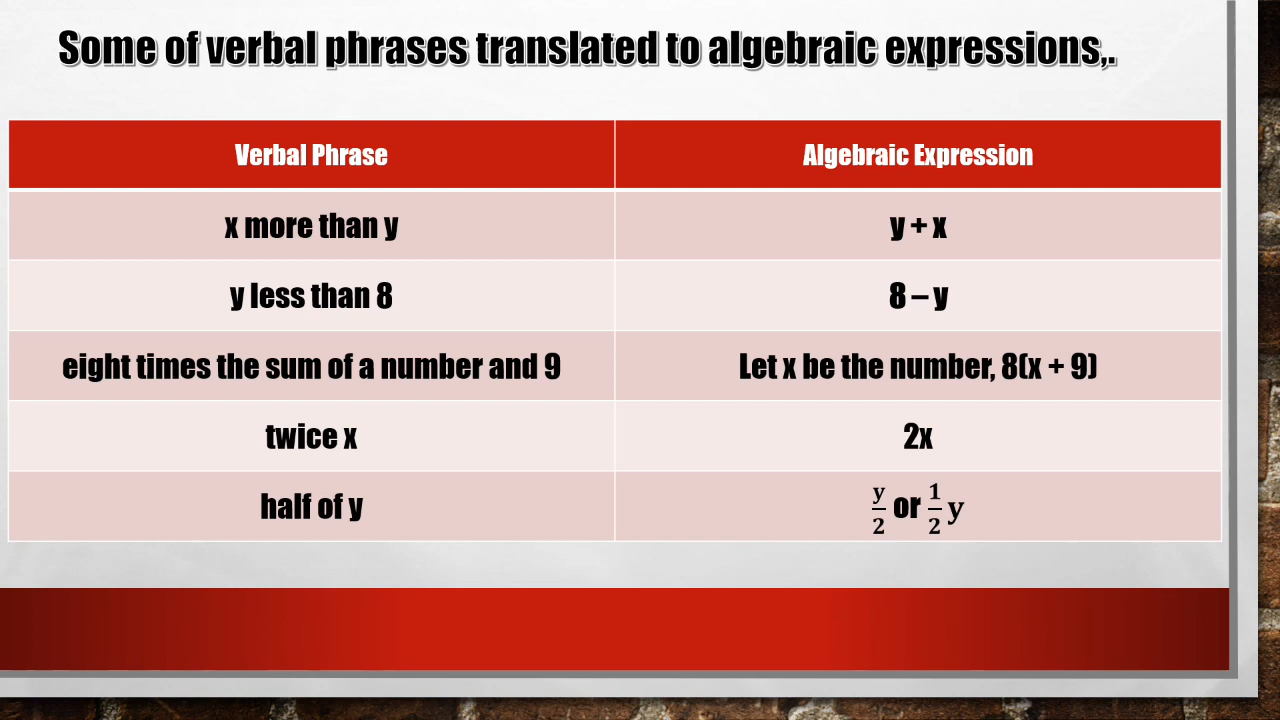 Some of verbal phrases translated to algebraic expressions,.
Verbal Phrase Algebraic Expression
x more than y y + x
y less than 8 8 – y
eight times the sum of a number and 9 Let x be the number, 8(x + 9)
twice x 2x
half of y y/2 or 1/2 y